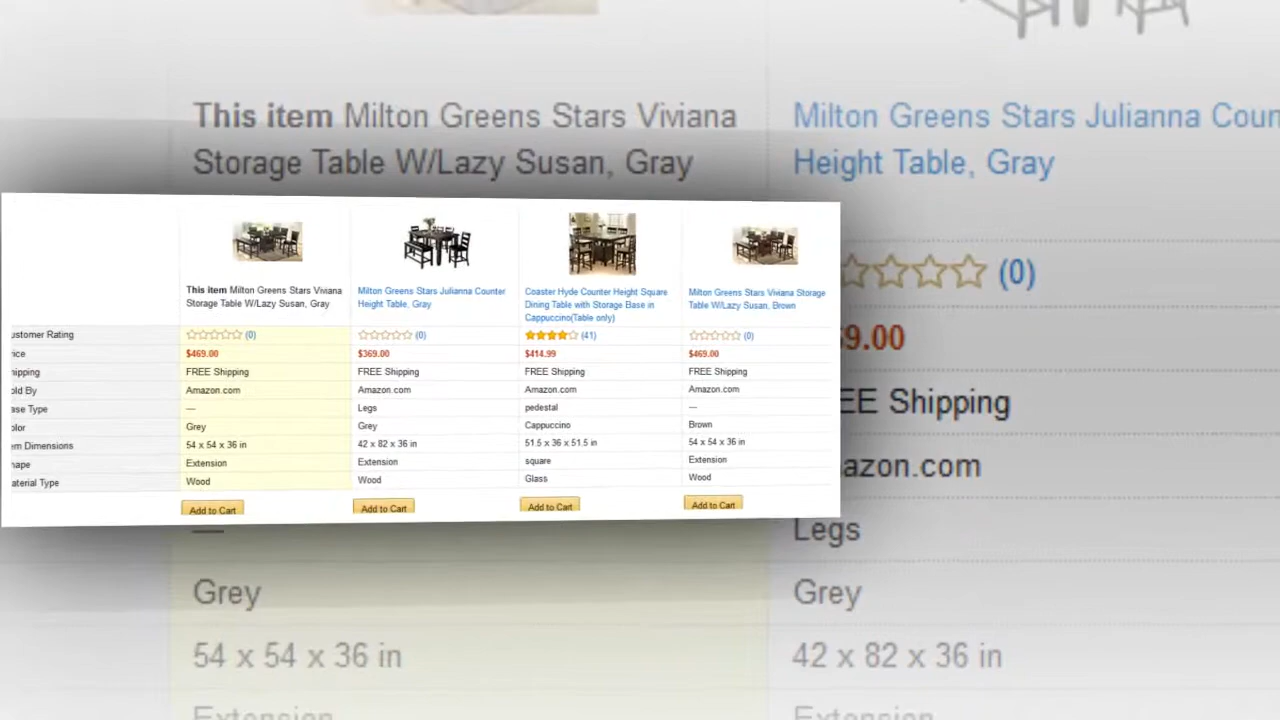 This item Milton Greens Stars Viviana
Storage Table W/Lazy Susan, Gray
Milton Greens Stars Julianna Coun
Height Table, Gray
(0)
9.00
EE Shipping
azon.com
Legs
—
Grey
Grey
54 x 54 x 36 in
42 x 82 x 36 in
Extension
Extension
This item Milton Greens Stars Viviana
Storage Table W/Lazy Susan, Gray
Milton Greens Stars Julianna Counter
Height Table, Gray
Coaster Hyde Counter Height Square
Dining Table with Storage Base in
Cappuccino(Table only)
Milton Greens Stars Viviana Storage
Table W/Lazy Susan, Brown
ustomer Rating (0) (0) (41) (0)
rice $469.00 $369.00 $414.99 $469.00
hipping FREE Shipping FREE Shipping FREE Shipping FREE Shipping
old By Amazon.com Amazon.com Amazon.com Amazon.com
ase Type — Legs pedestal —
olor Grey Grey Cappuccino Brown
em Dimensions 54 x 54 x 36 in 42 x 82 x 36 in 51.5 x 36 x 51.5 in 54 x 54 x 36 in
hape Extension Extension square Extension
aterial Type Wood Wood Glass Wood
Add to Cart Add to Cart Add to Cart Add to Cart